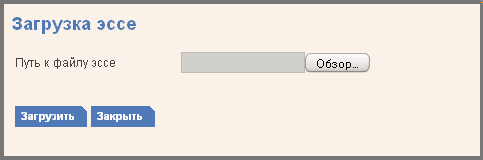 Загрузка эссе
Путь к файлу эссе Обзор...
Загрузить Закрыть